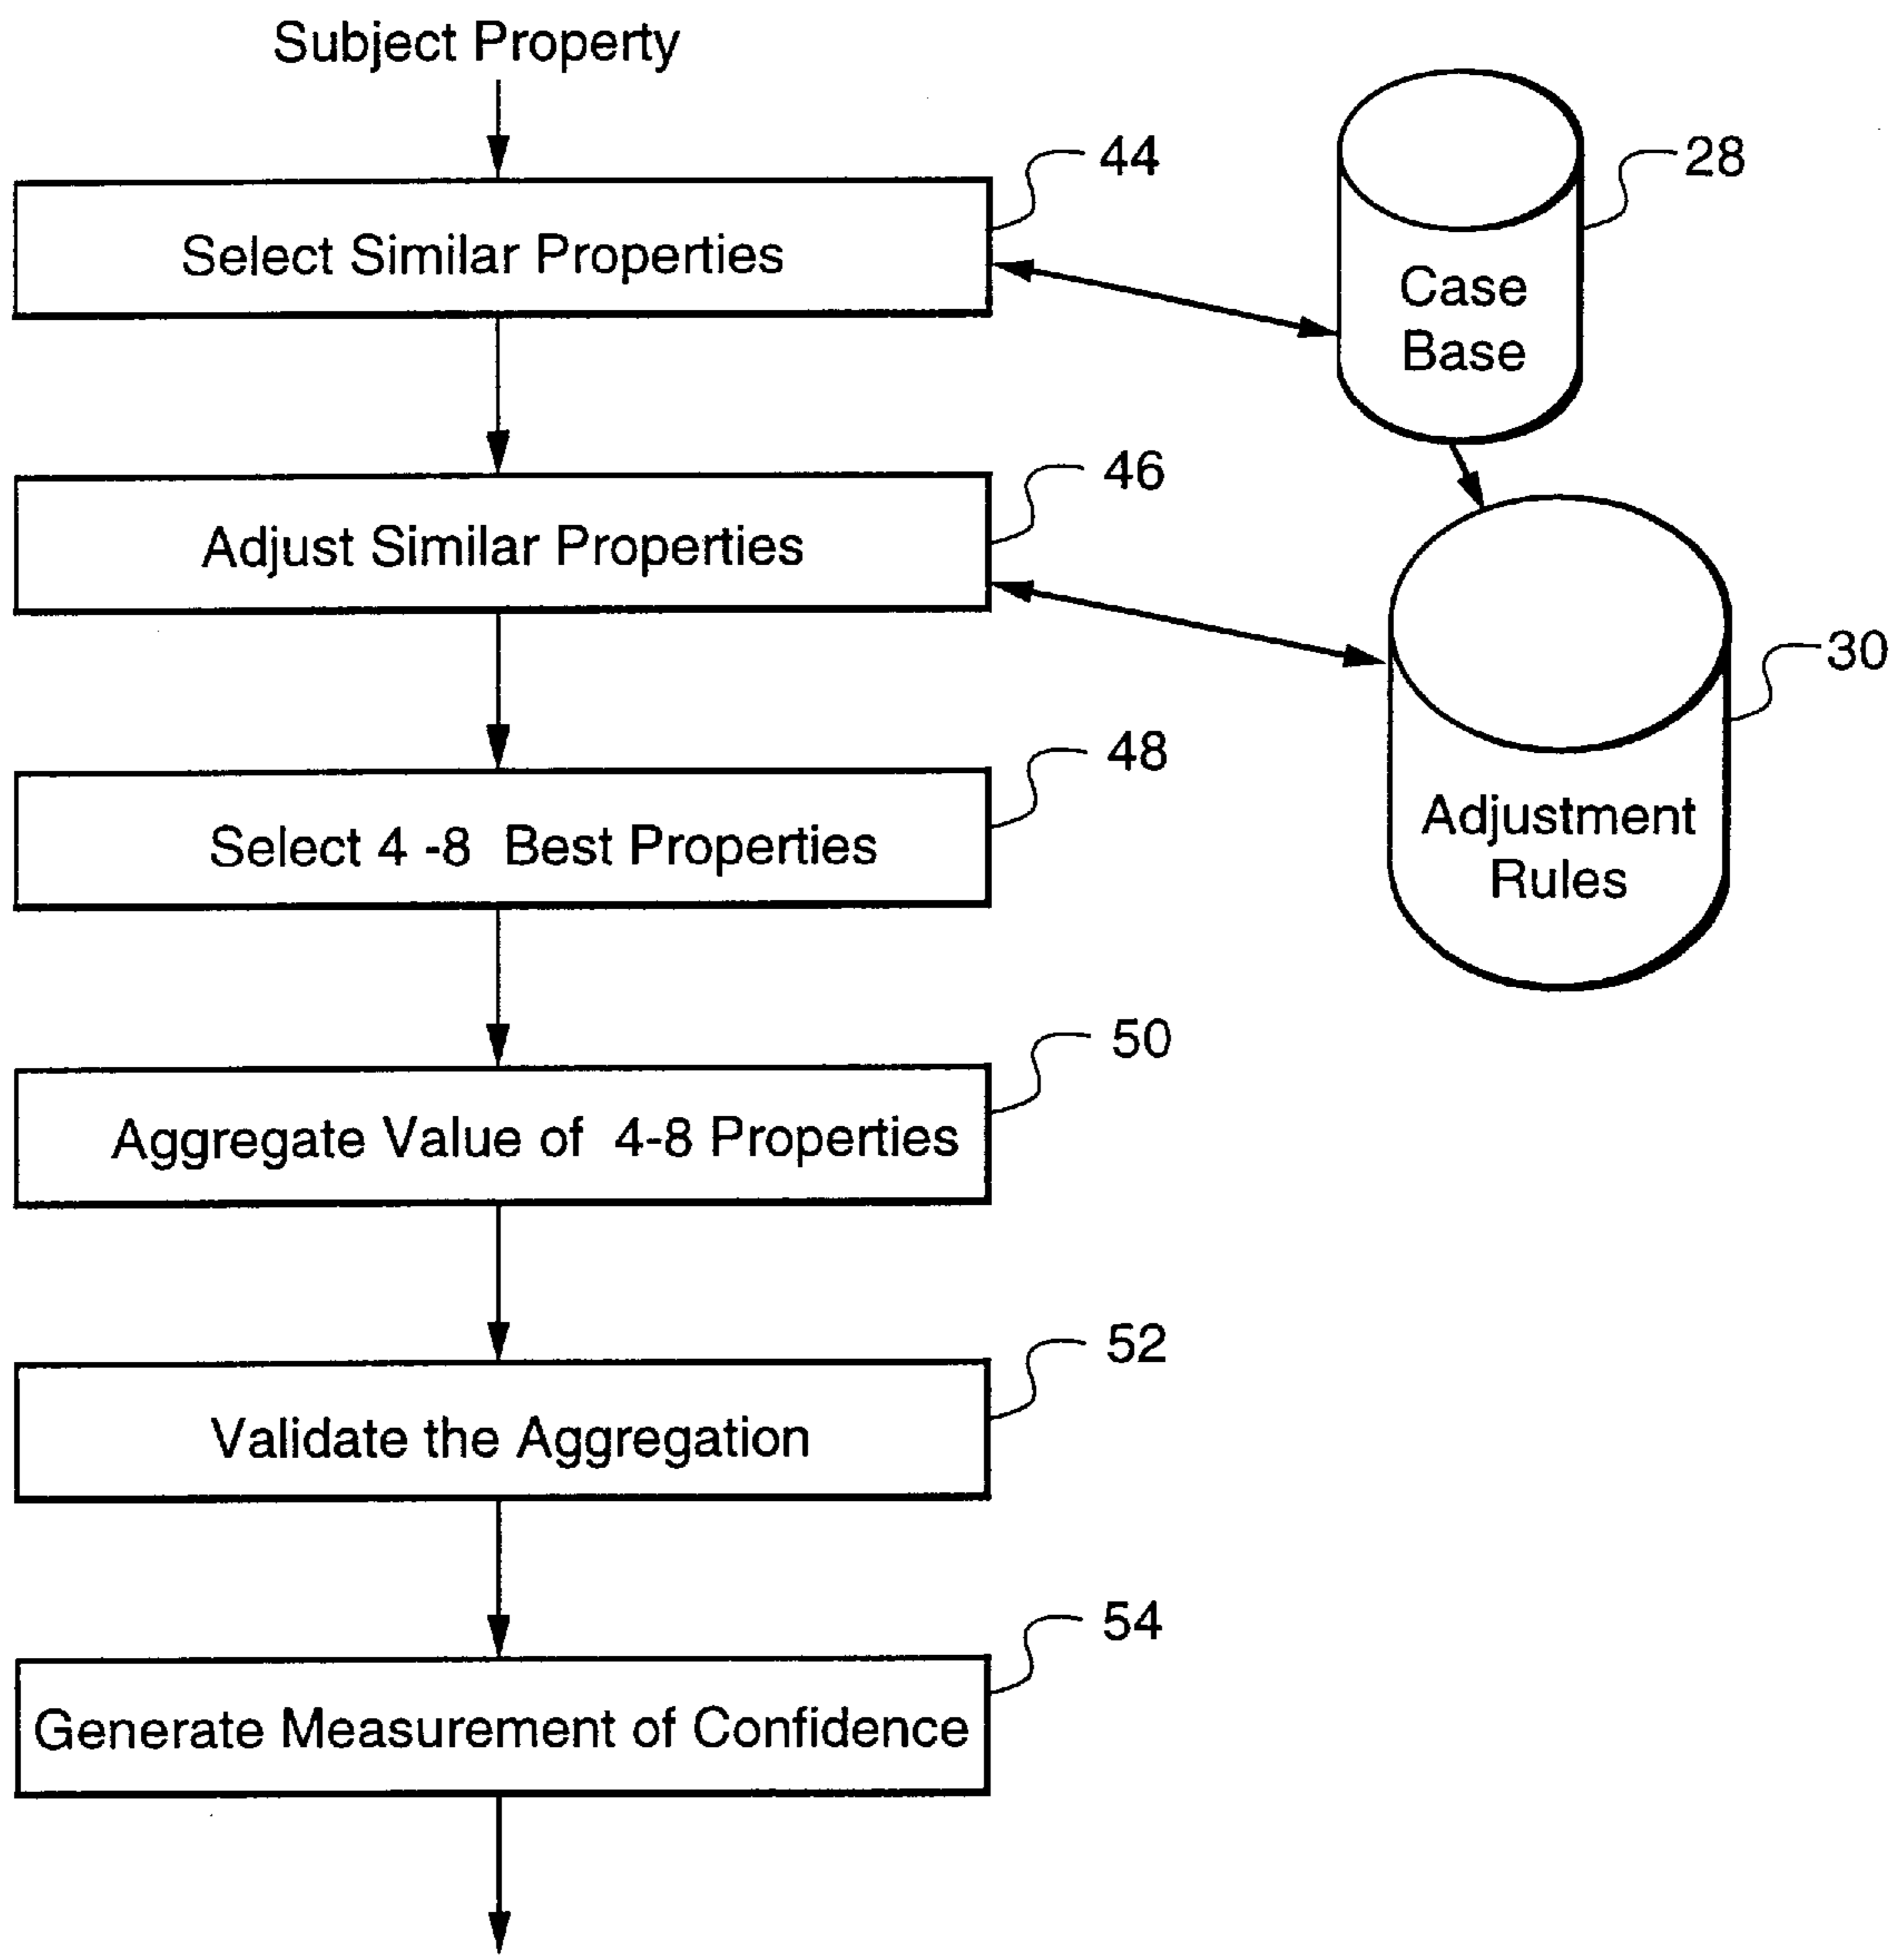 Subject Property
44
28
Select Similar Properties
Case
Base
46
Adjust Similar Properties
30
48
Select 4 -8 Best Properties
Adjustment
Rules
50
Aggregate Value of 4-8 Properties
52
Validate the Aggregation
54
Generate Measurement of Confidence